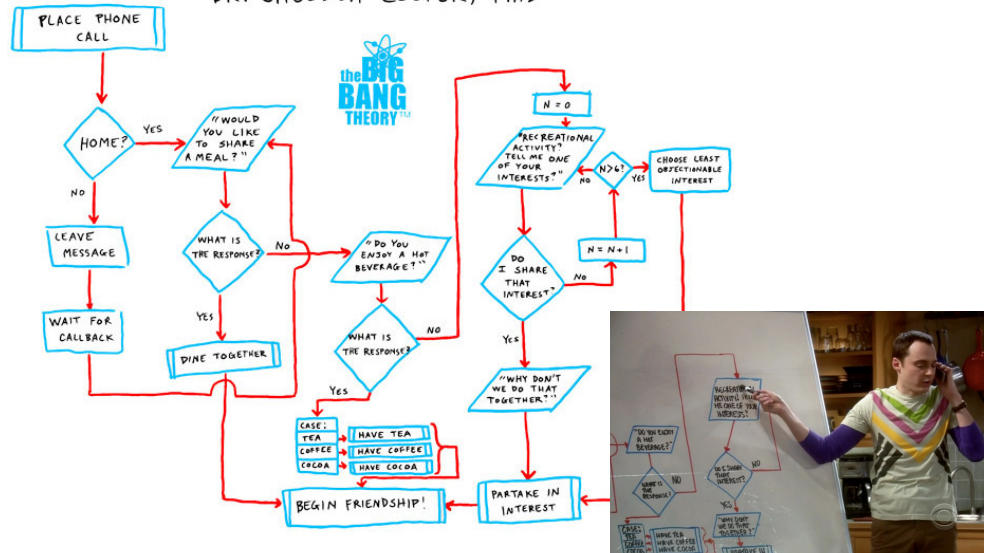 PLACE PHONE
CALL
HOME?
YES
NO
LEAVE
MESSAGE
WAIT FOR
CALLBACK
"WOULD
YOU LIKE
TO SHARE
A MEAL?"
WHAT IS
THE RESPONSE?
NO
YES
DINE TOGETHER
the BIG
BANG
THEORY™
"DO YOU
ENJOY A HOT
BEVERAGE?"
WHAT IS
THE RESPONSE?
NO
YES
CASE:
TEA
COFFEE
COCOA
HAVE TEA
HAVE COFFEE
HAVE COCOA
BEGIN FRIENDSHIP!
N = 0
"RECREATIONAL
ACTIVITY?
TELL ME ONE
OF YOUR
INTERESTS?"
N>6?
NO
YES
CHOOSE LEAST
OBJECTIONABLE
INTEREST
N = N+1
DO
I SHARE
THAT
INTEREST?
NO
YES
"WHY DON'T
WE DO THAT
TOGETHER?"
PARTAKE IN
INTEREST
"DO YOU ENJOY
A HOT
BEVERAGE?"
WHAT IS
THE
RESPONSE?
NO
CASE:
TEA
COFFEE
COCOA
HAVE TEA
HAVE COFFEE
HAVE COCOA
ME ONE OF YOUR
INTERESTS?
DO I SHARE
THAT
INTEREST?
NO
YES
"WHY DON'T
WE DO THAT
TOGETHER?"